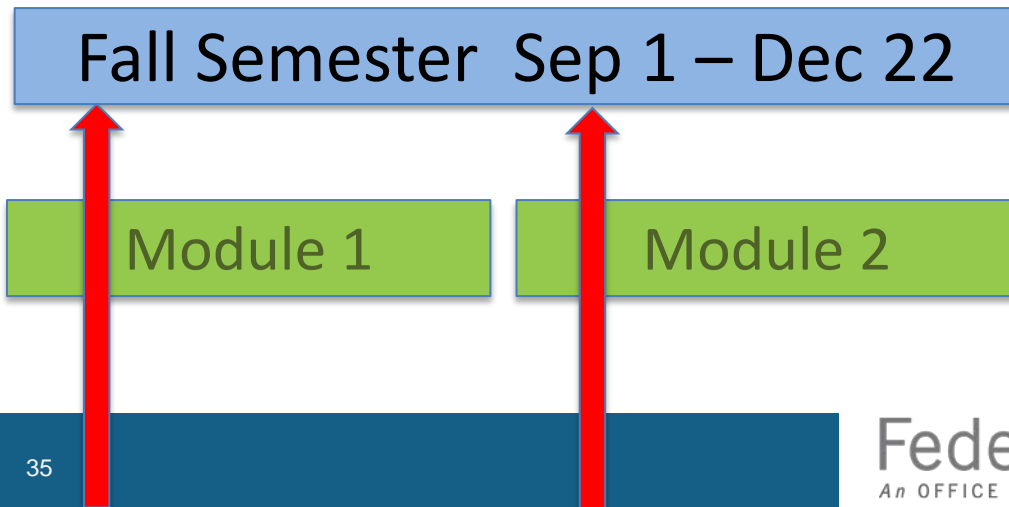 Fall Semester Sep 1 – Dec 22
Module 1
Module 2
35
An OFFICE